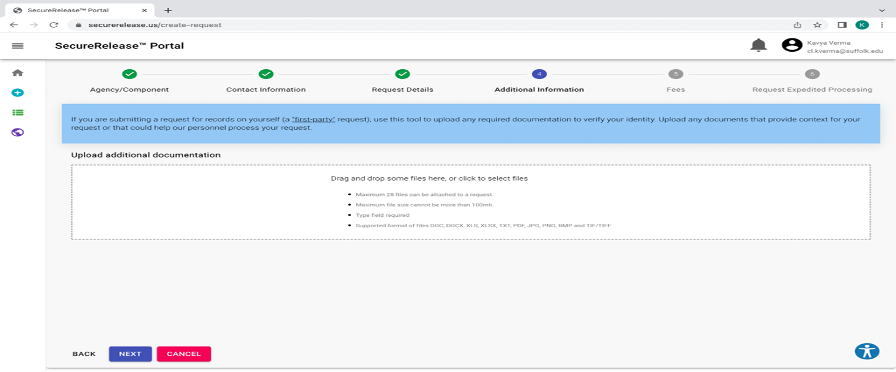 SecureRelease™ Portal
securerelease.us/create-request
K
SecureRelease™ Portal
Kavya Verma
cl.kverma@suffolk.edu
4
5
6
Agency/Component
Contact Information
Request Details
Additional Information
Fees
Request Expedited Processing
If you are submitting a request for records on yourself (a "first-party" request), use this tool to upload any required documentation to verify your identity. Upload any documents that provide context for your
request or that could help our personnel process your request.
Upload additional documentation
Drag and drop some files here, or click to select files
Maximum 28 files can be attached to a request.
Maximum file size cannot be more than 100mb.
Type field required
Supported format of files DOC, DOCX, XLS, XLSX, TXT, PDF, JPG, PNG, BMP and TIF/TIFF
BACK
NEXT
CANCEL